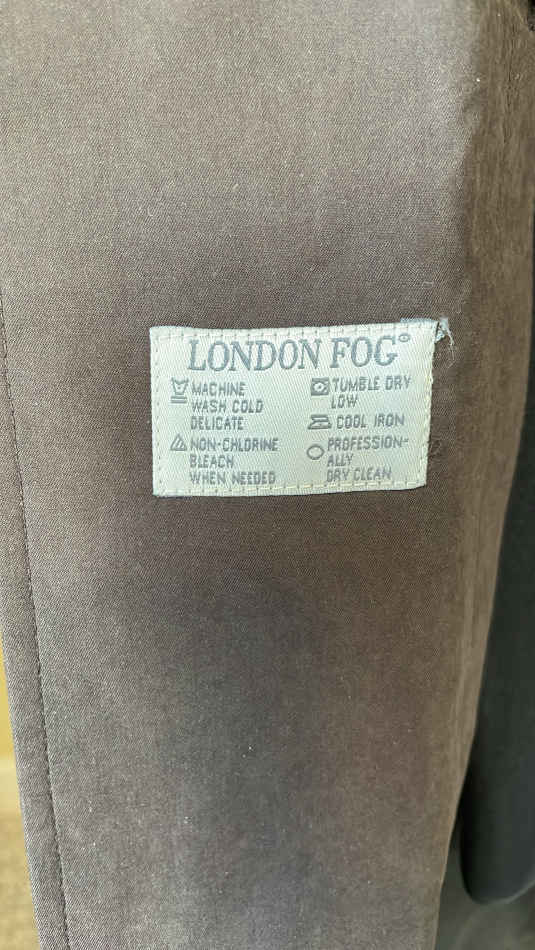 LONDON FOG®
MACHINE
WASH COLD
DELICATE
NON-CHLORINE
BLEACH
WHEN NEEDED
TUMBLE DRY
LOW
COOL IRON
PROFESSION-
ALLY
DRY CLEAN